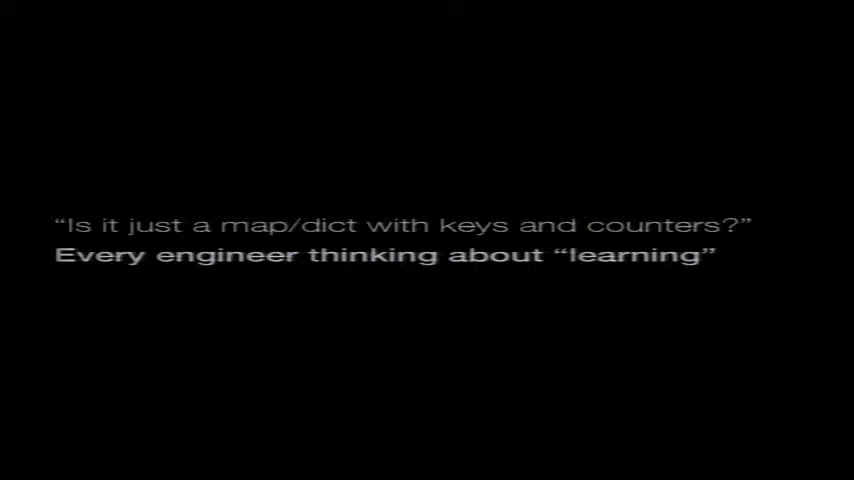 “Is it just a map/dict with keys and counters?”
Every engineer thinking about “learning”